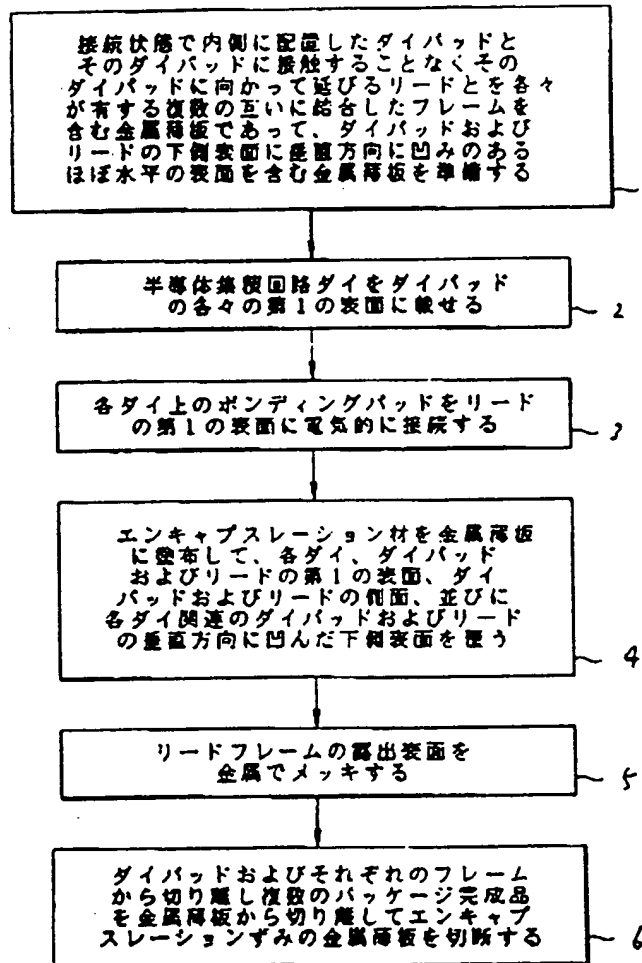 接続状態で内側に配置したダイパッドと
そのダイパッドに接触することなくその
ダイパッドに向かって延びるリードとを各々
が有する複数の互いに結合したフレームを
含む金属薄板であって、ダイパッドおよび
リードの下側表面に垂直方向に凹みのある
ほぼ水平の表面を含む金属薄板を準備する
半導体集積回路ダイをダイパッド
の各々の第1の表面に載せる
2
各ダイ上のボンディングパッドをリード
の第1の表面に電気的に接続する
3
エンキャプスレーション材を金属薄板
に塗布して、各ダイ、ダイパッド
およびリードの第1の表面、ダイ
パッドおよびリードの側面、並びに
各ダイ関連のダイパッドおよびリード
の垂直方向に凹んだ下側表面を覆う
4
リードフレームの露出表面を
金属でメッキする
5
ダイパッドおよびそれぞれのフレーム
から切り離し複数のパッケージ完成品
を金属薄板から切り離してエンキャプ
スレーションずみの金属薄板を切断する
6